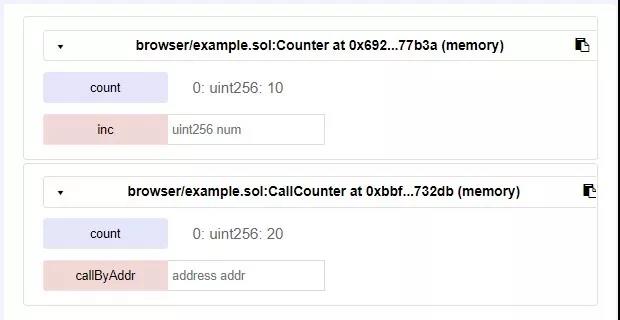 browser/example.sol:Counter at 0x692...77b3a (memory)
count 0: uint256: 10
inc uint256 num
browser/example.sol:CallCounter at 0xbbf...732db (memory)
count 0: uint256: 20
callByAddr address addr